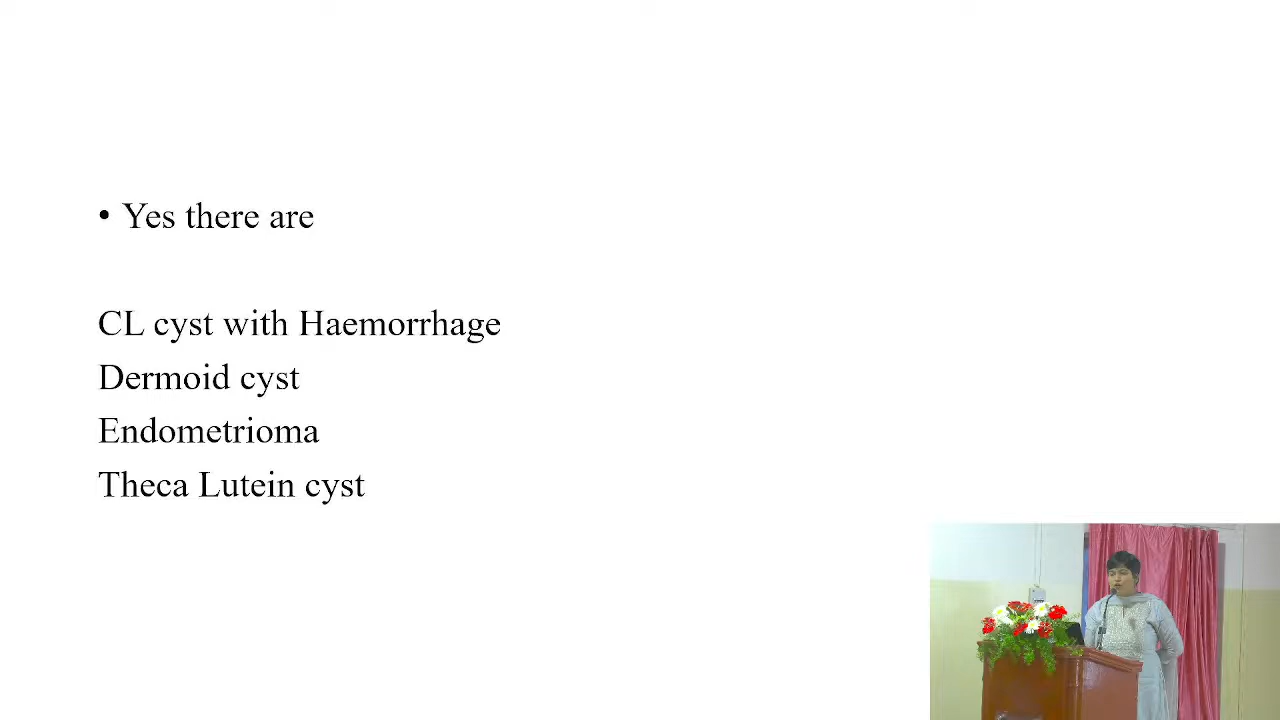 • Yes there are
CL cyst with Haemorrhage
Dermoid cyst
Endometrioma
Theca Lutein cyst